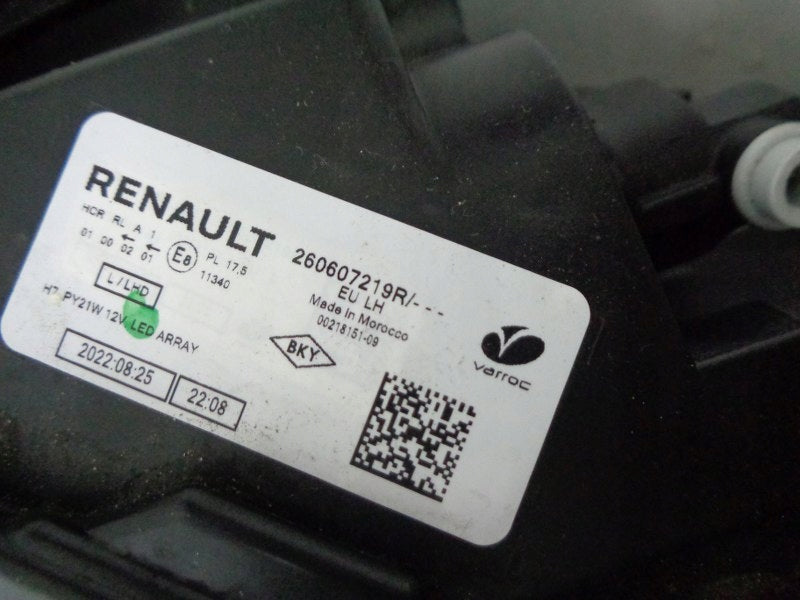 RENAULT
HCR RL A 1
01 00 02 01
E8
PL 17,5
11340
260607219R/---
EU LH
Made In Morocco
00218151-09
L/LHD
H7 PY21W 12V LED ARRAY
2022:08:25
22:08
BKY
varroc